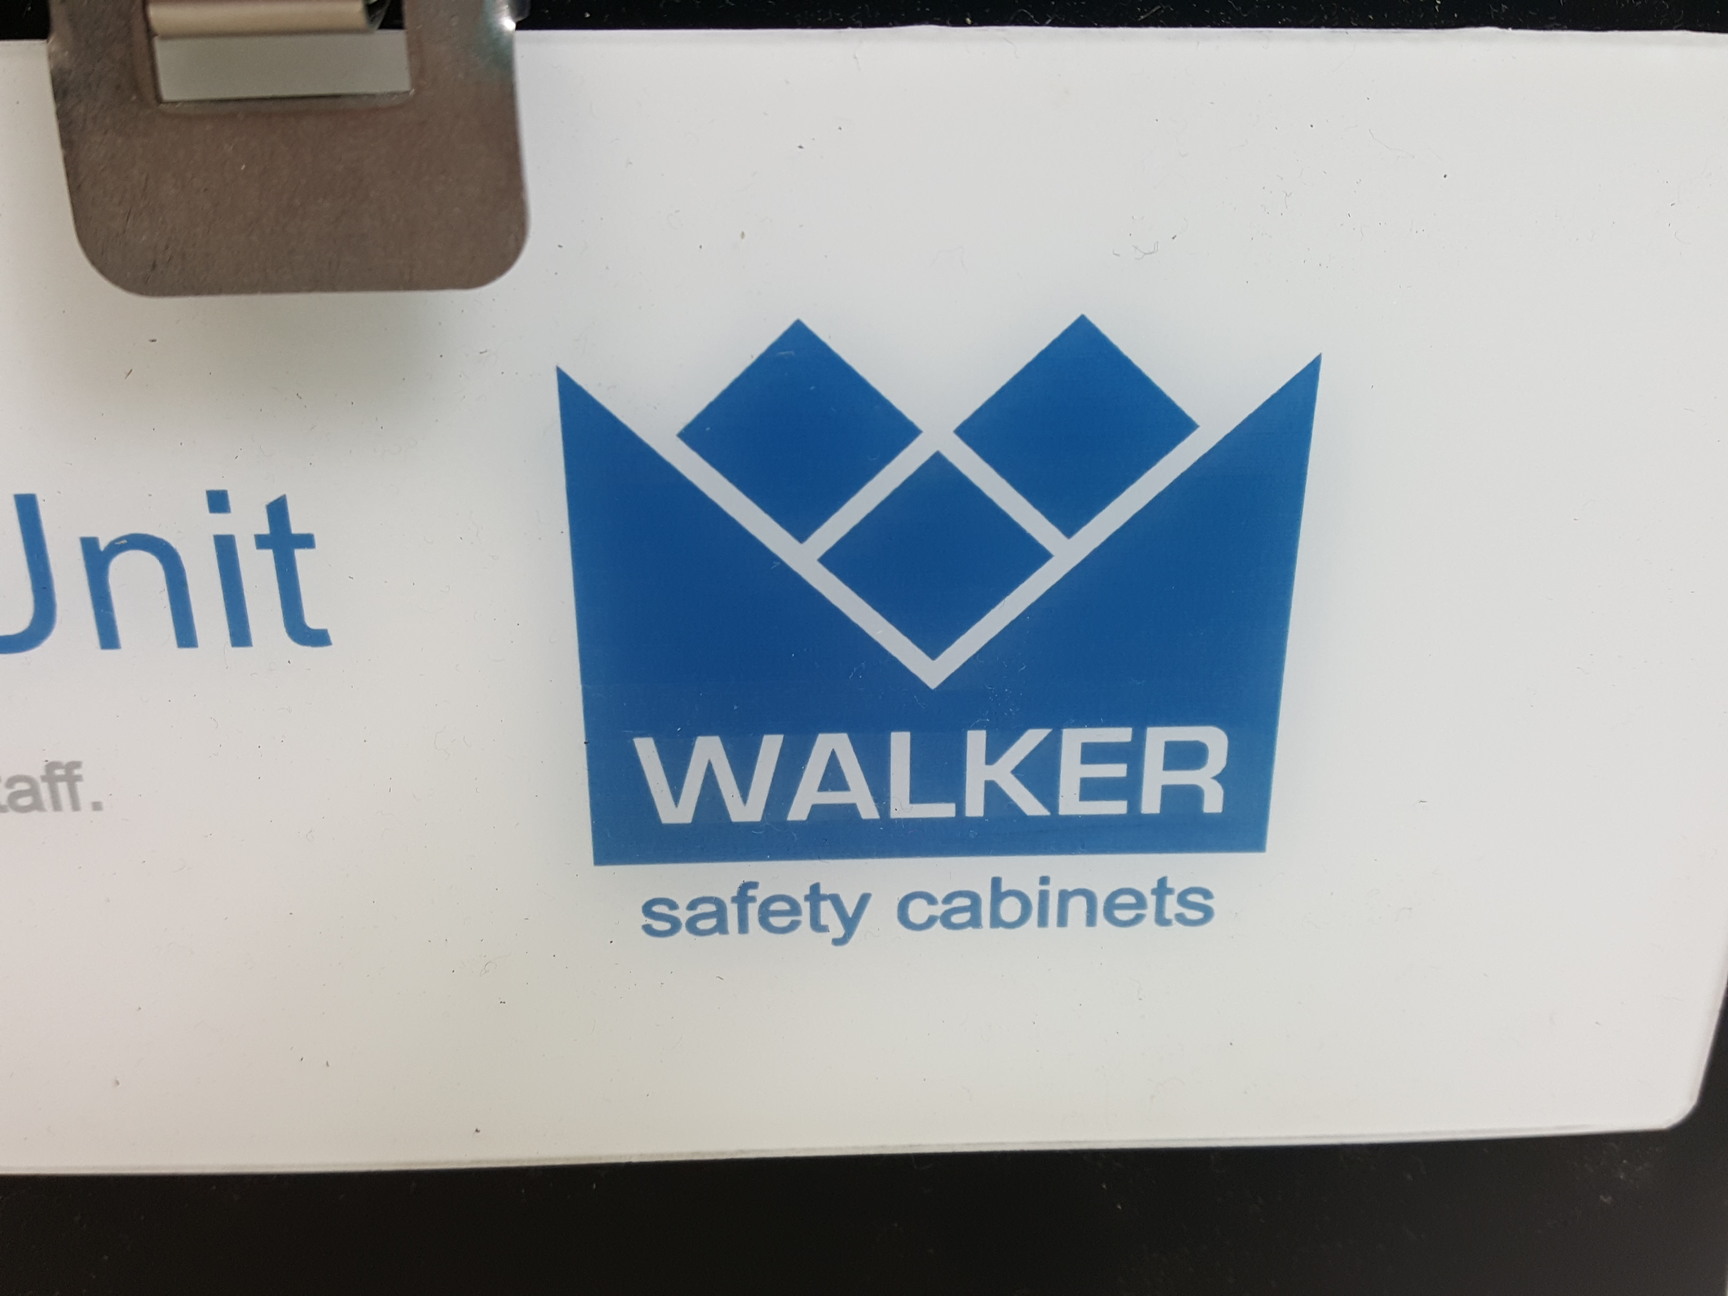 Unit
WALKER
safety cabinets